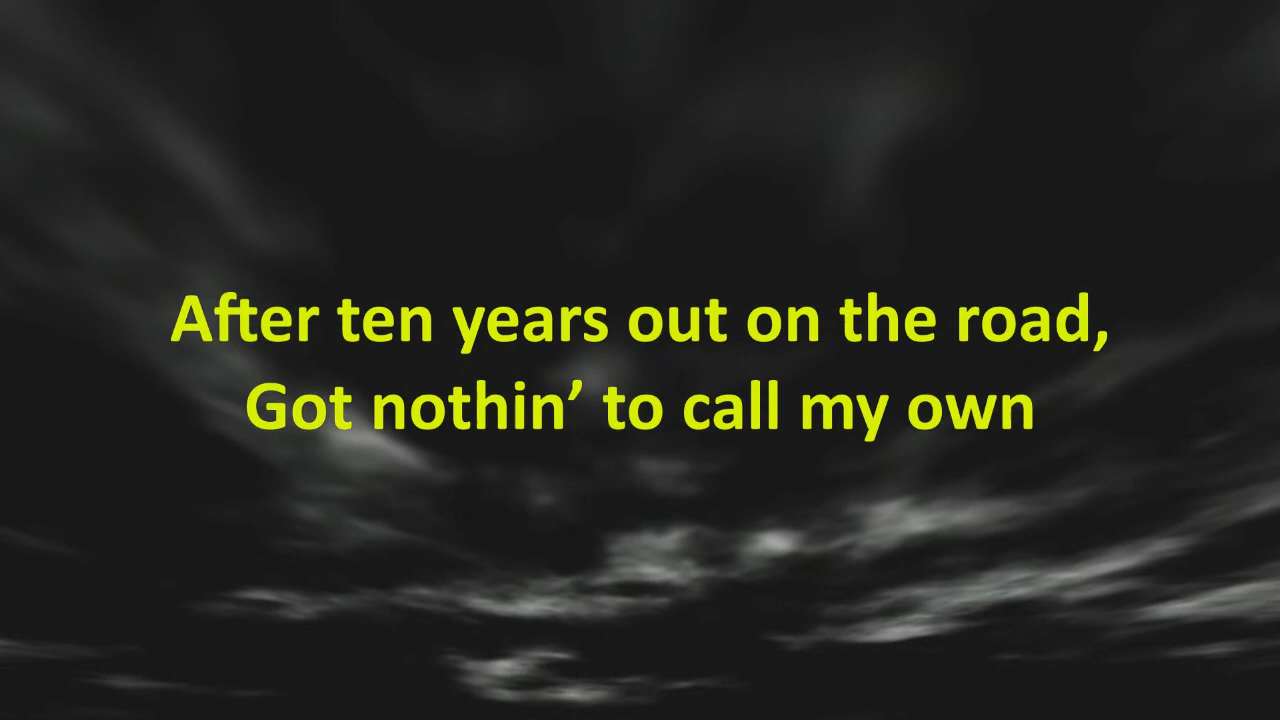 After ten years out on the road,
Got nothin’ to call my own